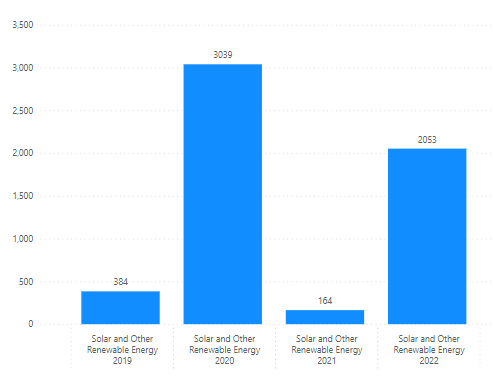 3,500
3,000
2,500
2,000
1,500
1,000
500
0
384
3039
164
2053
Solar and Other
Renewable Energy
2019
Solar and Other
Renewable Energy
2020
Solar and Other
Renewable Energy
2021
Solar and Other
Renewable Energy
2022